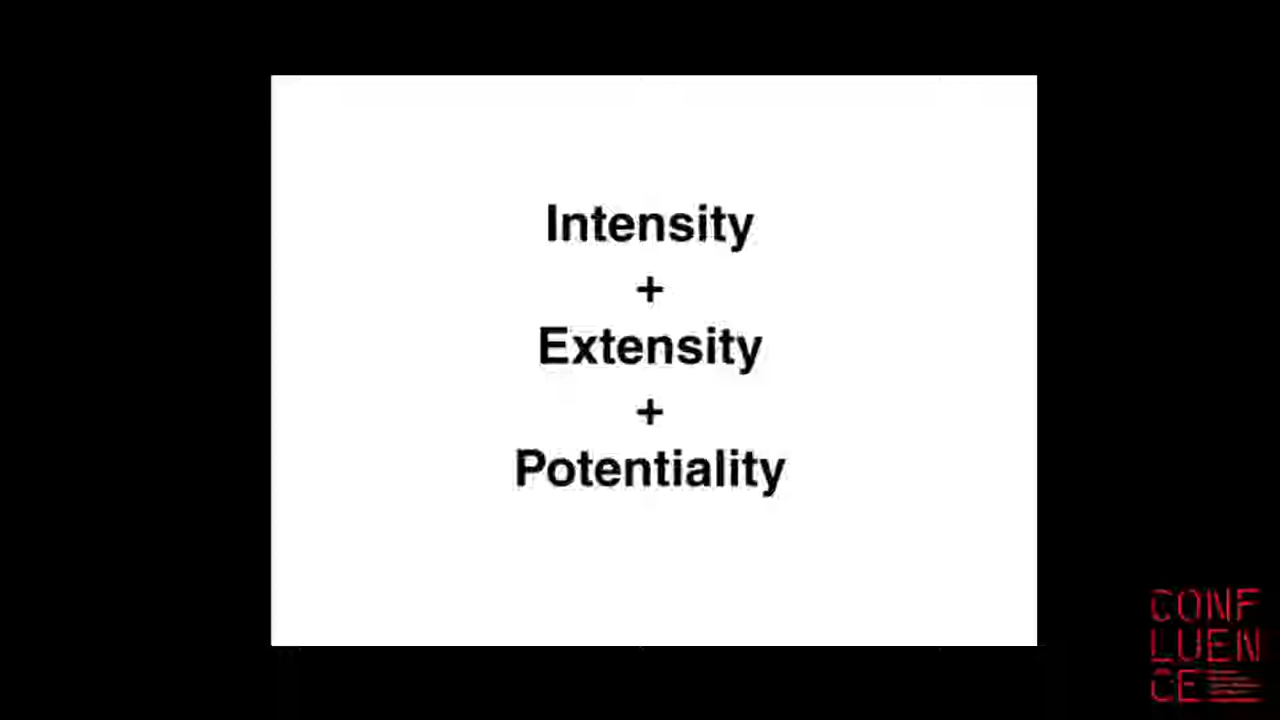 Intensity
+
Extensity
+
Potentiality
CONF
LUEN
CE